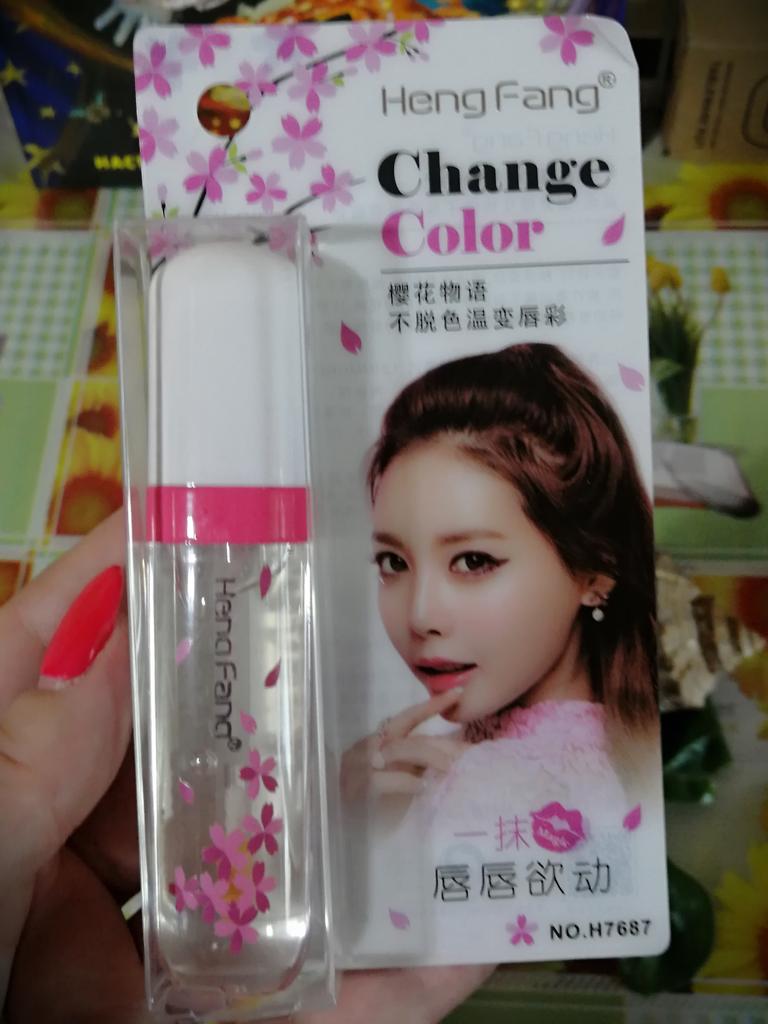 Heng Fang®
Change
Color
樱花物语
不脱色温变唇彩
Heng Fang®
一抹
Magic
唇唇欲动
NO.H7687